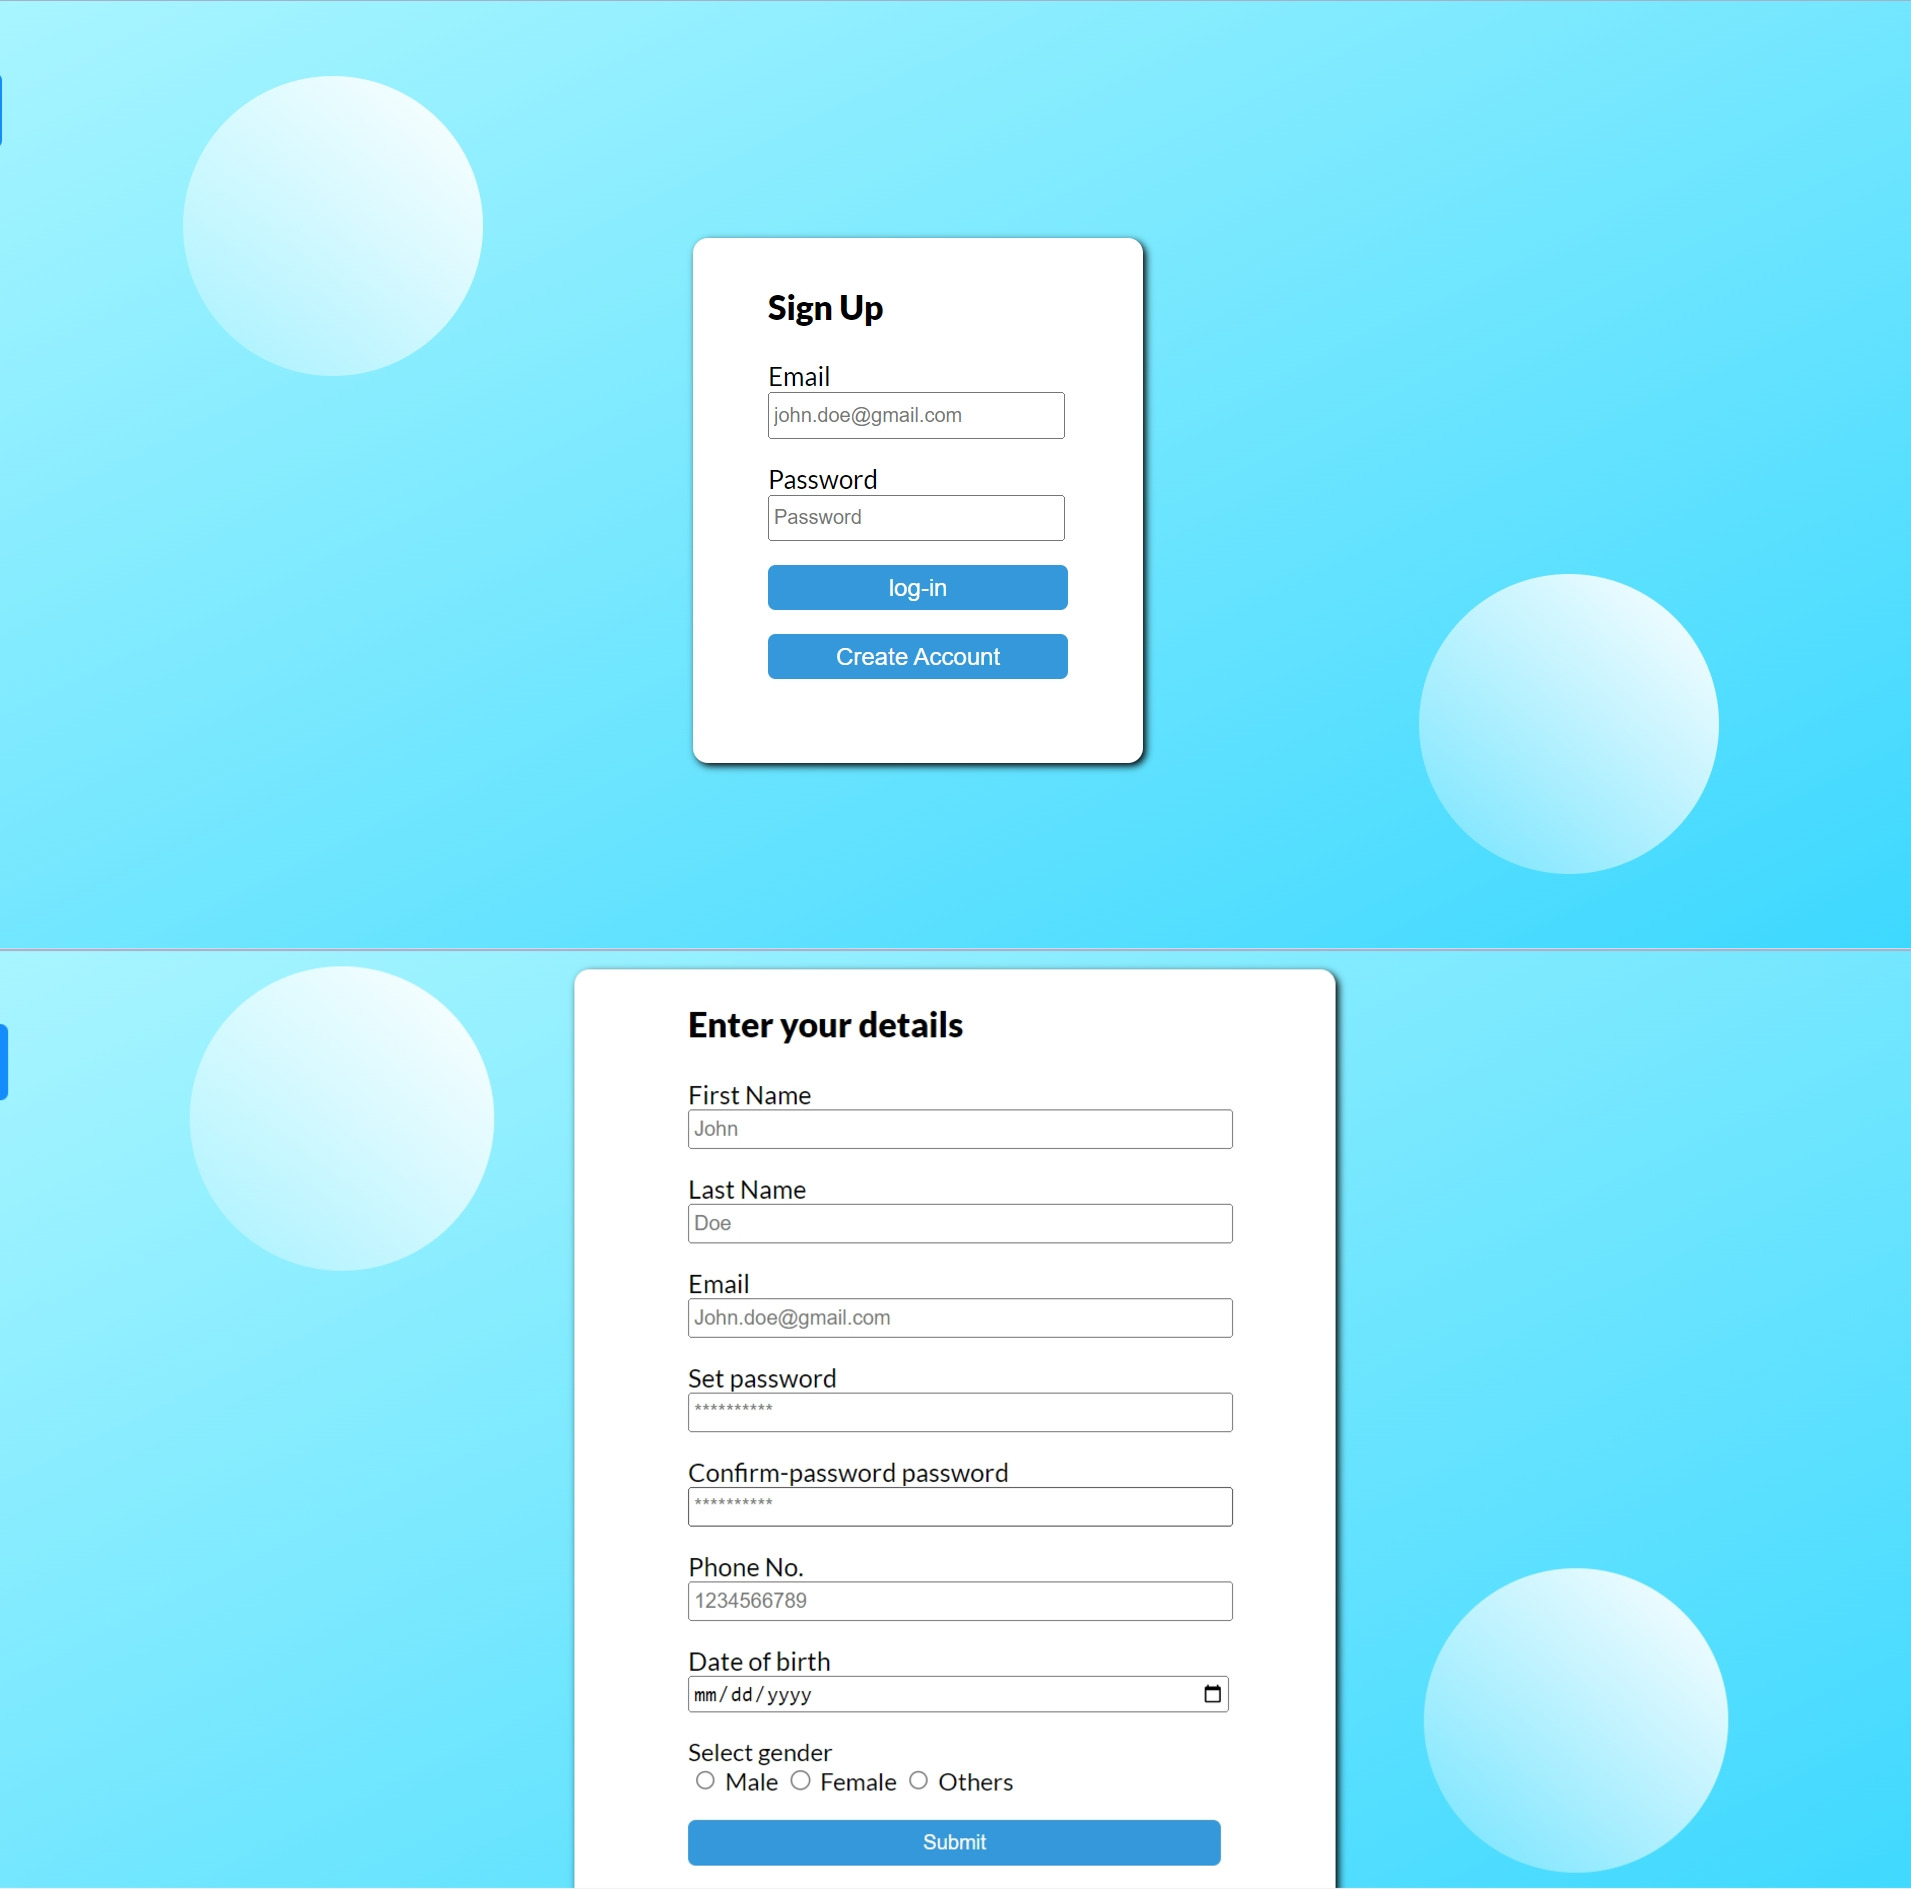 Sign Up
Email
john.doe@gmail.com
Password
Password
log-in
Create Account
Enter your details
First Name
John
Last Name
Doe
Email
John.doe@gmail.com
Set password
**********
Confirm-password password
**********
Phone No.
1234566789
Date of birth
mm/dd/yyyy
Select gender
Male Female Others
Submit